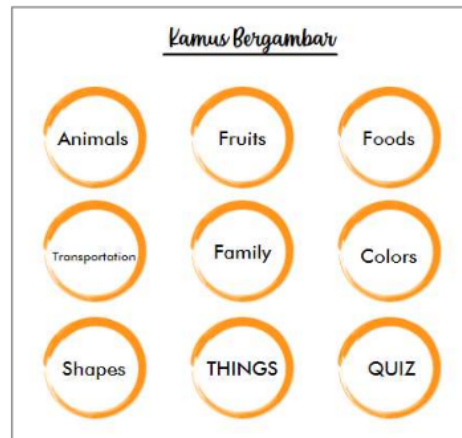 Kamus Bergambar
Animals
Fruits
Foods
Transportation
Family
Colors
Shapes
THINGS
QUIZ